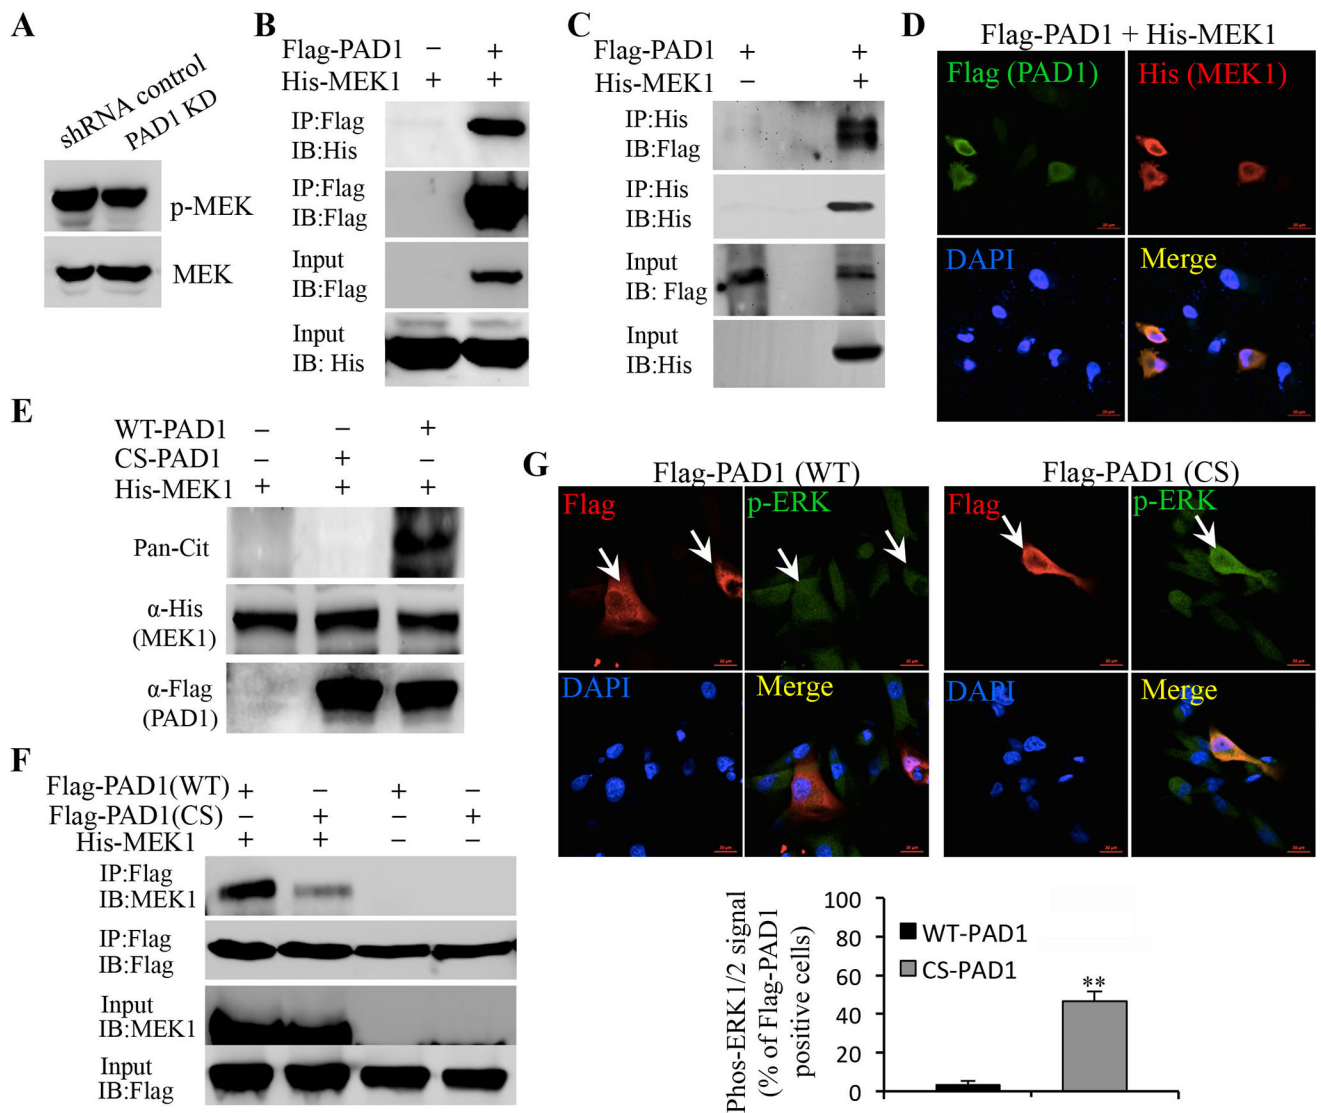 A
shRNA control
PAD1 KD
p-MEK
MEK
B
Flag-PAD1 – +
His-MEK1 + +
IP:Flag
IB:His
IP:Flag
IB:Flag
Input
IB:Flag
Input
IB: His
C
Flag-PAD1 + +
His-MEK1 – +
IP:His
IB:Flag
IP:His
IB:His
Input
IB: Flag
Input
IB:His
D
Flag-PAD1 + His-MEK1
Flag (PAD1)
His (MEK1)
DAPI
Merge
E
WT-PAD1 – – +
CS-PAD1 – + –
His-MEK1 + + +
Pan-Cit
α-His
(MEK1)
α-Flag
(PAD1)
F
Flag-PAD1(WT) + – + –
Flag-PAD1(CS) – + – +
His-MEK1 + + – –
IP:Flag
IB:MEK1
IP:Flag
IB:Flag
Input
IB:MEK1
Input
IB:Flag
G
Flag-PAD1 (WT)
Flag
p-ERK
DAPI
Merge
Flag-PAD1 (CS)
Flag
p-ERK
DAPI
Merge
Phos-ERK1/2 signal
(% of Flag-PAD1
positive cells)
100
80
60
40
20
0
WT-PAD1
CS-PAD1
**